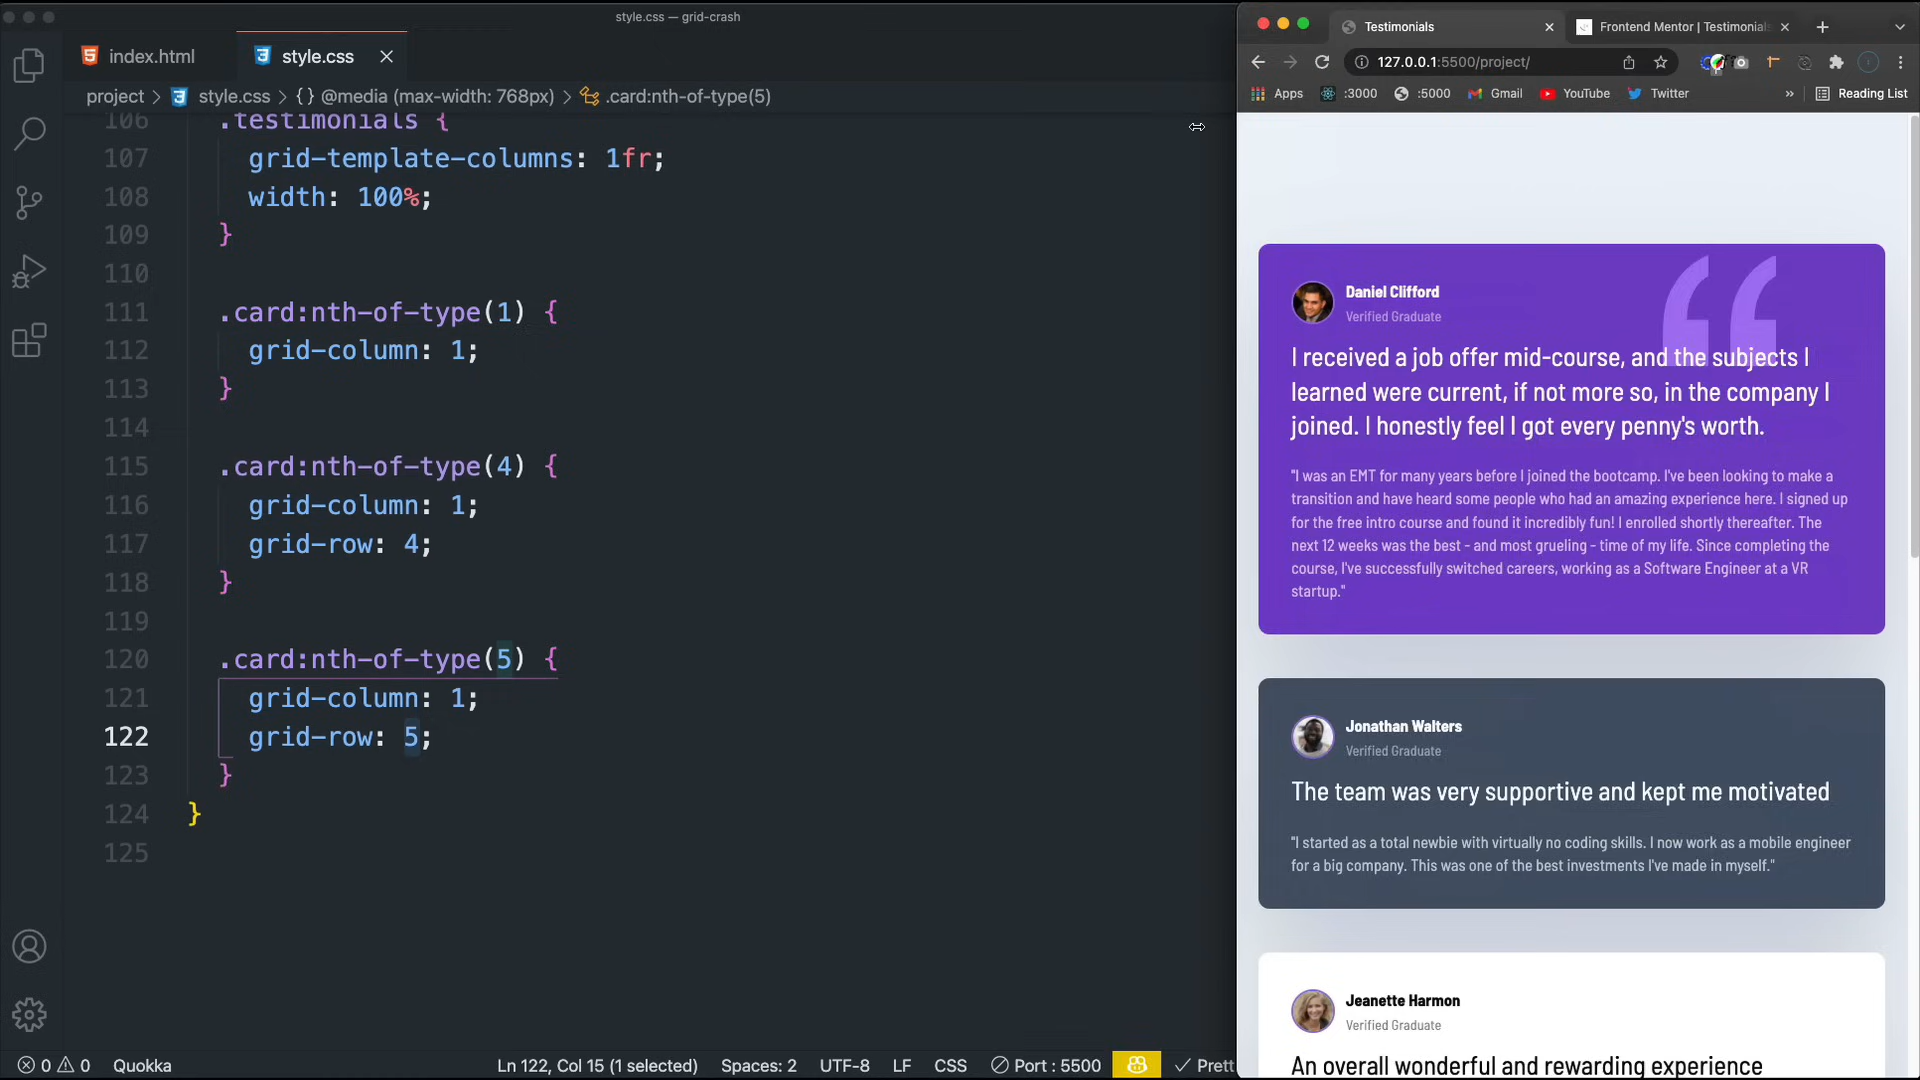 style.css — grid-crash
index.html
style.css
project
style.css
{} @media (max-width: 768px)
.card:nth-of-type(5)
106 .testimonials {
107 grid-template-columns: 1fr;
108 width: 100%;
109 }
110
111 .card:nth-of-type(1) {
112 grid-column: 1;
113 }
114
115 .card:nth-of-type(4) {
116 grid-column: 1;
117 grid-row: 4;
118 }
119
120 .card:nth-of-type(5) {
121 grid-column: 1;
122 grid-row: 5;
123 }
124 }
125
0
0
Quokka
Ln 122, Col 15 (1 selected)
Spaces: 2
UTF-8
LF
CSS
Port : 5500
Prett
Testimonials
Frontend Mentor | Testimonials
127.0.0.1:5500/project/
Apps
:3000
:5000
Gmail
YouTube
Twitter
»
Reading List
Daniel Clifford
Verified Graduate
I received a job offer mid-course, and the subjects I
learned were current, if not more so, in the company I
joined. I honestly feel I got every penny's worth.
"I was an EMT for many years before I joined the bootcamp. I've been looking to make a
transition and have heard some people who had an amazing experience here. I signed up
for the free intro course and found it incredibly fun! I enrolled shortly thereafter. The
next 12 weeks was the best - and most grueling - time of my life. Since completing the
course, I've successfully switched careers, working as a Software Engineer at a VR
startup."
Jonathan Walters
Verified Graduate
The team was very supportive and kept me motivated
"I started as a total newbie with virtually no coding skills. I now work as a mobile engineer
for a big company. This was one of the best investments I've made in myself."
Jeanette Harmon
Verified Graduate
An overall wonderful and rewarding experience